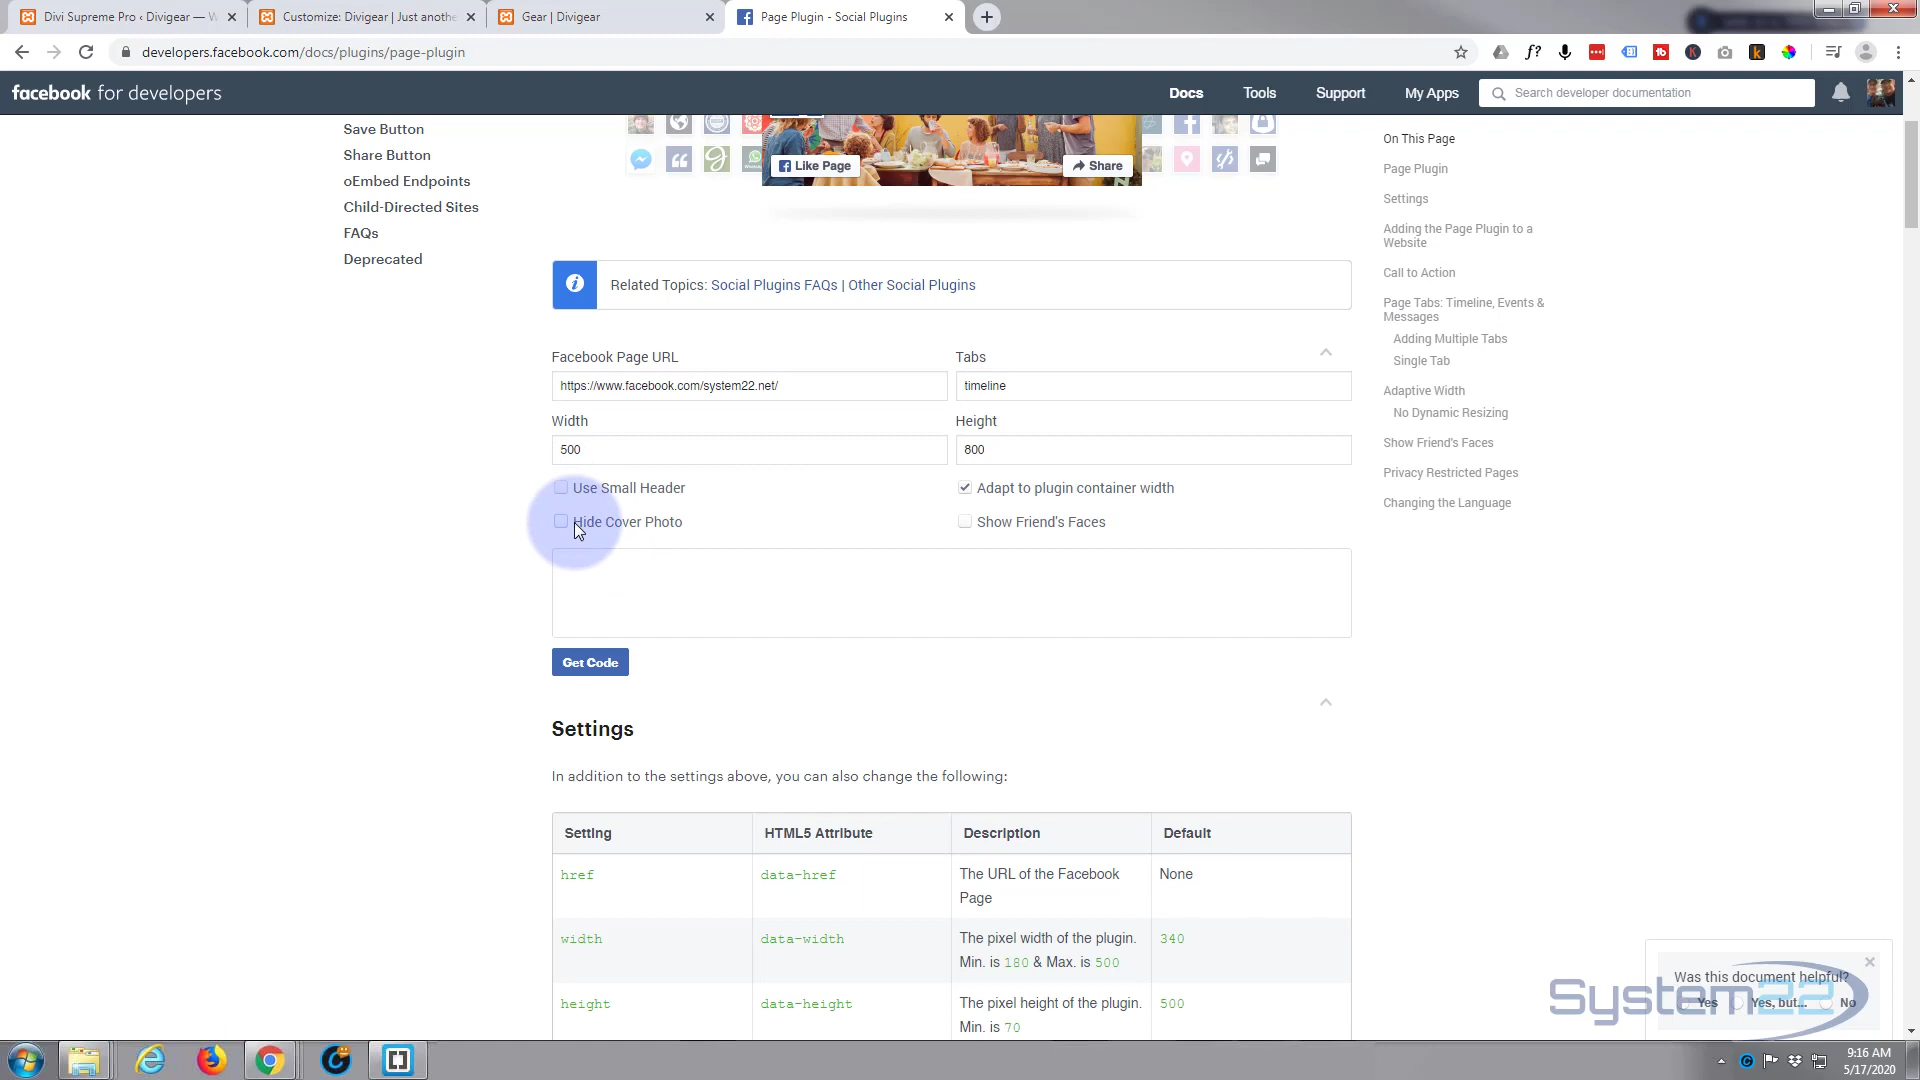 Divi Supreme Pro ‹ Divigear — W
Customize: Divigear | Just anothe
Gear | Divigear
Page Plugin - Social Plugins
developers.facebook.com/docs/plugins/page-plugin
facebook for developers
Docs
Tools
Support
My Apps
Search developer documentation
Save Button
Share Button
oEmbed Endpoints
Child-Directed Sites
FAQs
Deprecated
Like Page
Share
On This Page
Page Plugin
Settings
Adding the Page Plugin to a
Website
Call to Action
Page Tabs: Timeline, Events &
Messages
Adding Multiple Tabs
Single Tab
Adaptive Width
No Dynamic Resizing
Show Friend's Faces
Privacy Restricted Pages
Changing the Language
Related Topics: Social Plugins FAQs | Other Social Plugins
Facebook Page URL
Tabs
https://www.facebook.com/system22.net/
timeline
Width
Height
500
800
Use Small Header
Adapt to plugin container width
Hide Cover Photo
Show Friend's Faces
Get Code
Settings
In addition to the settings above, you can also change the following:
Setting
HTML5 Attribute
Description
Default
href
data-href
The URL of the Facebook
Page
None
width
data-width
The pixel width of the plugin.
Min. is 180 & Max. is 500
340
height
data-height
The pixel height of the plugin.
Min. is 70
500
Was this document helpful?
Yes
Yes, but...
No
System22
9:16 AM
5/17/2020